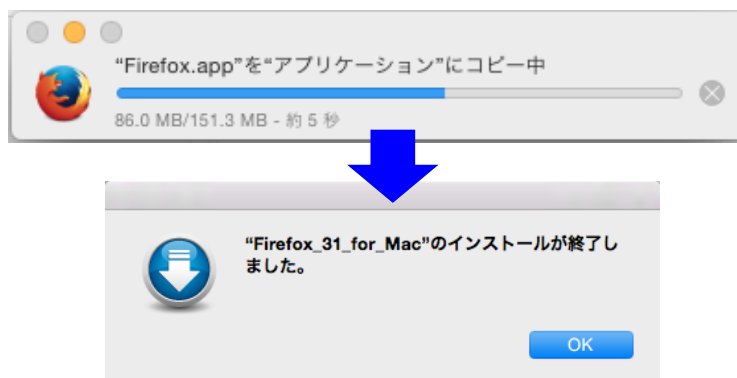 “Firefox.app”を“アプリケーション”にコピー中
86.0 MB/151.3 MB - 約 5 秒
“Firefox_31_for_Mac”のインストールが終了し
ました。
OK